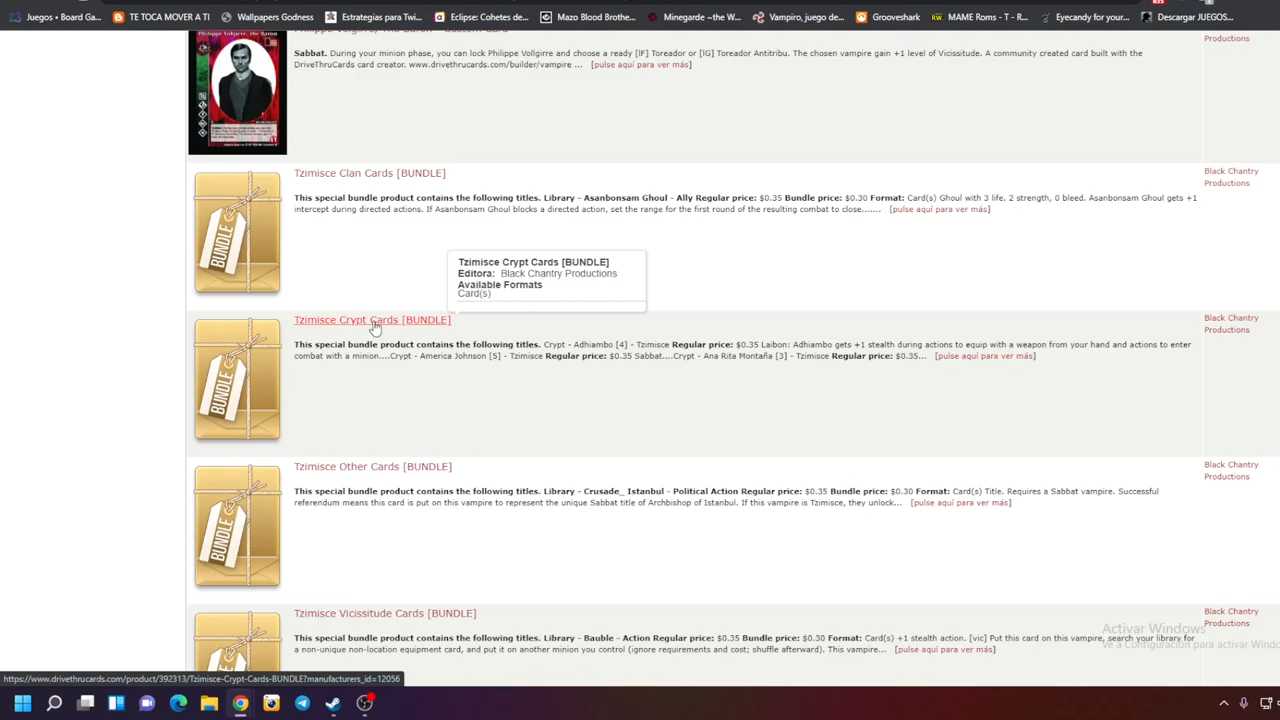 Juegos • Board Ga...
TE TOCA MOVER A TI
Wallpapers Godness
Estrategia pura y d...
Eclipse Cohetes de...
Mazo Blood Brothe...
Minegarde - the W...
Vampiro, juego de...
Grooveshark
MAME Roms - T - R...
Eyecandy for your...
Descargar JUEGOS...
Sabbat. During your minion phase, you can lock Philippe Vollgirre and choose a ready [IF] Toreador or [IG] Toreador Antitribu. The chosen vampire gain +1 level of Vicissitude. A community created card built with the
DriveThruCards card creator. www.drivethrucards.com/builder/vampire ... [pulse aquí para ver más]
Productions
Tzimisce Clan Cards [BUNDLE]
This special bundle product contains the following titles. Library - Asanbonsam Ghoul - Ally Regular price: $0.35 Bundle price: $0.30 Format: Card(s) Ghoul with 3 life. 2 strength, 0 bleed. Asanbonsam Ghoul gets +1
intercept during directed actions. If Asanbonsam Ghoul blocks a directed action, set the range for the first round of the resulting combat to close....... [pulse aquí para ver más]
Black Chantry
Productions
BUNDLE
Tzimisce Crypt Cards [BUNDLE]
Editora: Black Chantry Productions
Available Formats
Card(s)
Tzimisce Crypt Cards [BUNDLE]
This special bundle product contains the following titles. Crypt - Adhiambo [4] - Tzimisce Regular price: $0.35 Laibon: Adhiambo gets +1 stealth during actions to equip with a weapon from your hand and actions to enter
combat with a minion....Crypt - America Johnson [5] - Tzimisce Regular price: $0.35 Sabbat....Crypt - Ana Rita Montaña [3] - Tzimisce Regular price: $0.35... [pulse aquí para ver más]
Black Chantry
Productions
BUNDLE
Tzimisce Other Cards [BUNDLE]
This special bundle product contains the following titles. Library - Crusade_ Istanbul - Political Action Regular price: $0.35 Bundle price: $0.30 Format: Card(s) Title. Requires a Sabbat vampire. Successful
referendum means this card is put on this vampire to represent the unique Sabbat title of Archbishop of Istanbul. If this vampire is Tzimisce, they unlock... [pulse aquí para ver más]
Black Chantry
Productions
BUNDLE
Tzimisce Vicissitude Cards [BUNDLE]
This special bundle product contains the following titles. Library - Bauble - Action Regular price: $0.35 Bundle price: $0.30 Format: Card(s) +1 stealth action. [vic] Put this card on this vampire, search your library for
a non-unique non-location equipment card, and put it on another minion you control (ignore requirements and cost; shuffle afterward). This vampire... [pulse aquí para ver más]
Black Chantry
Productions
Activar Windows
Ve a Configuración para activar Windo
https://www.drivethrucards.com/product/392313/Tzimisce-Crypt-Cards-BUNDLE?manufacturers_id=12056